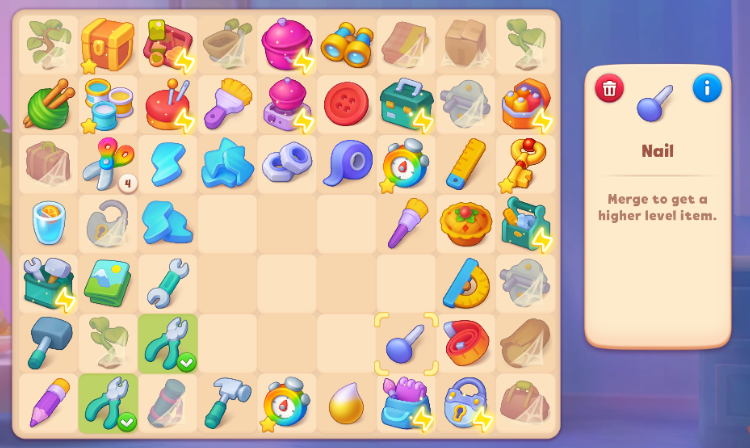 4
Nail
Merge to get a
higher level item.